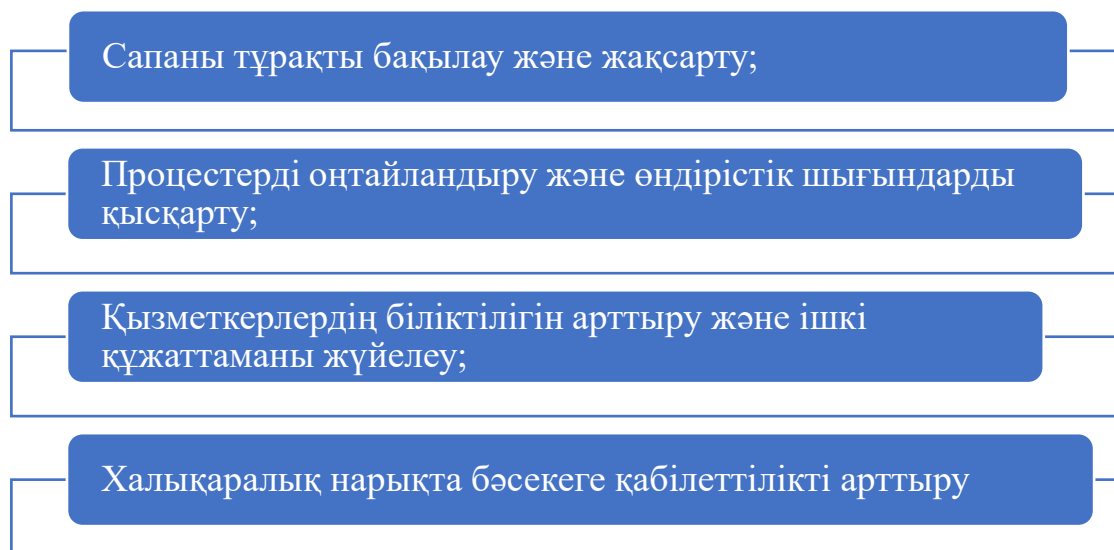 Сапаны тұрақты бақылау және жақсарту;
Процестерді оңтайландыру және өндірістік шығындарды
қысқарту;
Қызметкерлердің біліктілігін арттыру және ішкі
құжаттаманы жүйелеу;
Халықаралық нарықта бәсекеге қабілеттілікті арттыру